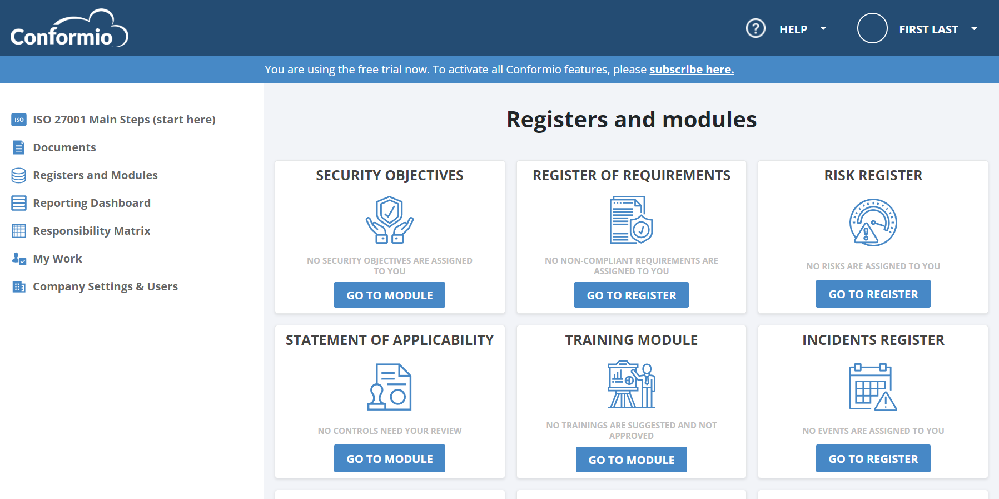 Conformio
? HELP
FIRST LAST
You are using the free trial now. To activate all Conformio features, please subscribe here.
ISO ISO 27001 Main Steps (start here)
Documents
Registers and Modules
Reporting Dashboard
Responsibility Matrix
My Work
Company Settings & Users
Registers and modules
SECURITY OBJECTIVES
NO SECURITY OBJECTIVES ARE ASSIGNED
TO YOU
GO TO MODULE
REGISTER OF REQUIREMENTS
NO NON-COMPLIANT REQUIREMENTS ARE
ASSIGNED TO YOU
GO TO REGISTER
RISK REGISTER
NO RISKS ARE ASSIGNED TO YOU
GO TO REGISTER
STATEMENT OF APPLICABILITY
NO CONTROLS NEED YOUR REVIEW
GO TO MODULE
TRAINING MODULE
NO TRAININGS ARE SUGGESTED AND NOT
APPROVED
GO TO MODULE
INCIDENTS REGISTER
NO EVENTS ARE ASSIGNED TO YOU
GO TO REGISTER